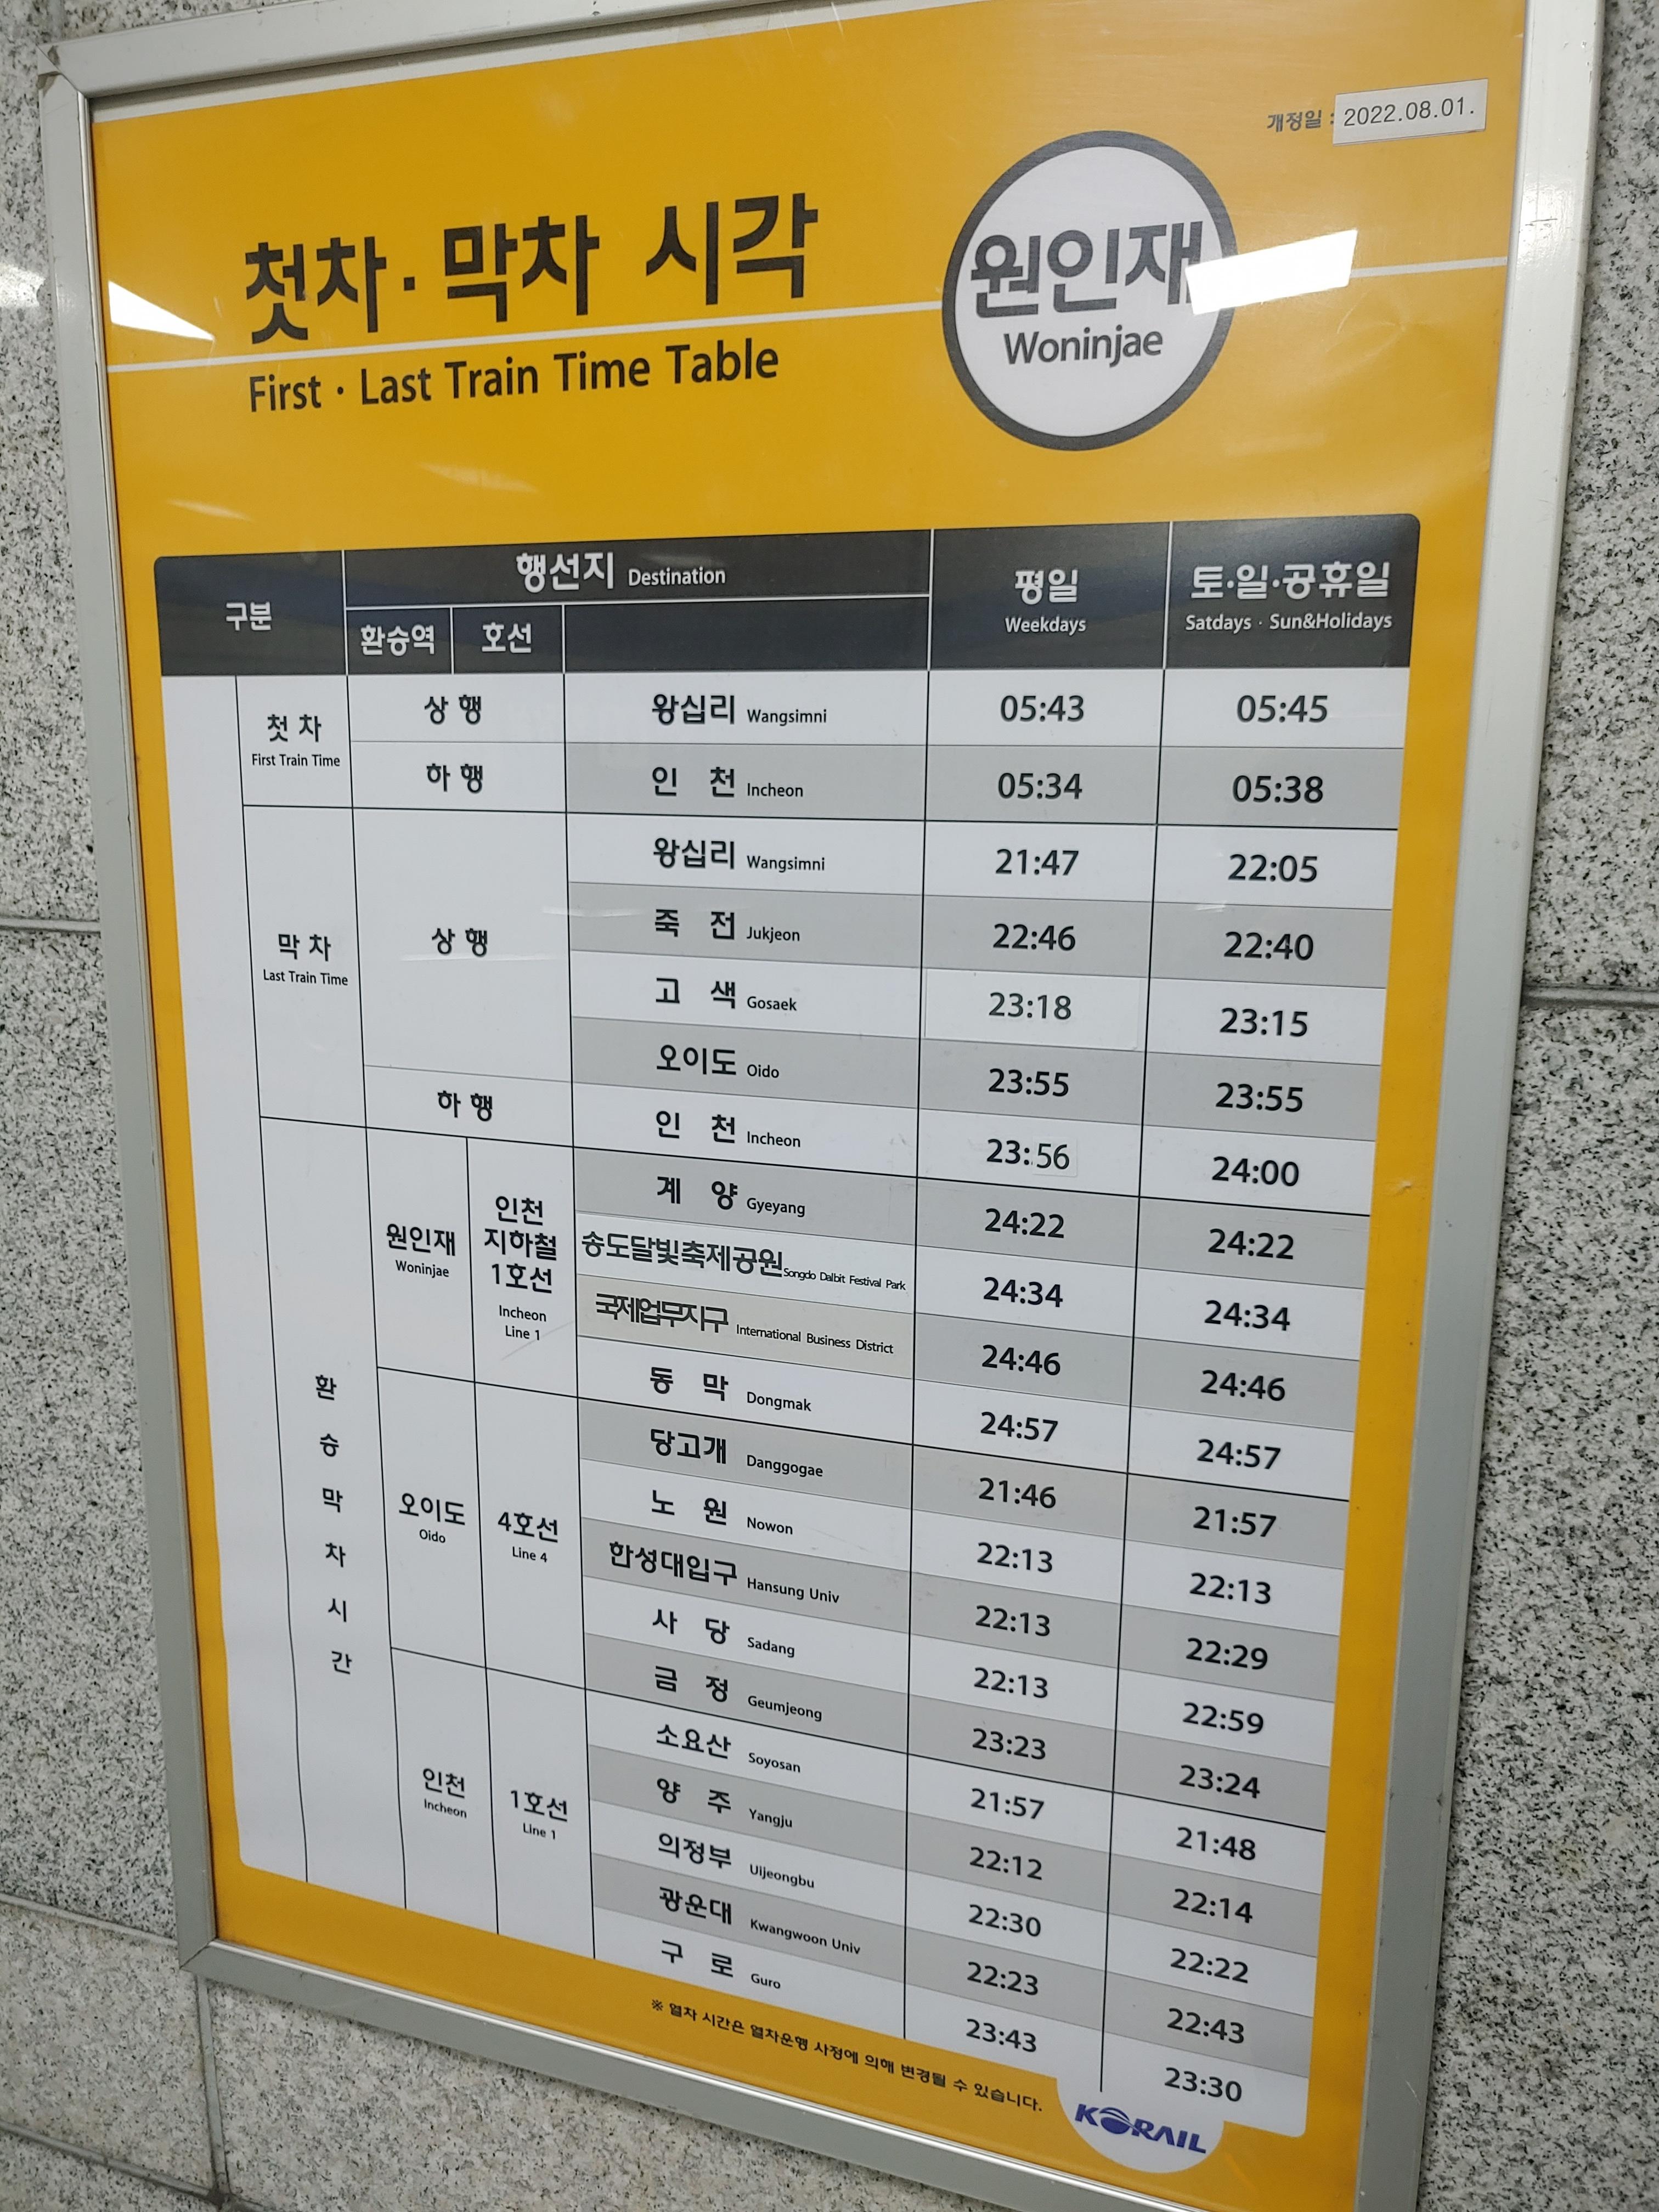 개정일 : 2022.08.01.
첫차·막차 시각
First · Last Train Time Table
원인재
Woninjae
구분
행선지 Destination
환승역 호선
평일
Weekdays
토·일·공휴일
Satdays · Sun&Holidays
첫 차
First Train Time
상 행 왕십리 Wangsimni 05:43 05:45
하 행 인 천 Incheon 05:34 05:38
막 차
Last Train Time
상 행
왕십리 Wangsimni 21:47 22:05
죽 전 Jukjeon 22:46 22:40
고 색 Gosaek 23:18 23:15
오이도 Oido 23:55 23:55
하 행 인 천 Incheon 23:56 24:00
환 승 막 차 시 간
원인재
Woninjae
인천
지하철
1호선
Incheon
Line 1
계 양 Gyeyang 24:22 24:22
송도달빛축제공원 Songdo Dalbit Festival Park 24:34 24:34
국제업무지구 International Business District 24:46 24:46
동 막 Dongmak 24:57 24:57
오이도
Oido
4호선
Line 4
당고개 Danggogae 21:46 21:57
노 원 Nowon 22:13 22:13
한성대입구 Hansung Univ 22:13 22:29
사 당 Sadang 22:13 22:59
금 정 Geumjeong 23:23 23:24
인천
Incheon
1호선
Line 1
소요산 Soyosan 21:57 21:48
양 주 Yangju 22:12 22:14
의정부 Uijeongbu 22:30 22:22
광운대 Kwangwoon Univ 22:23 22:43
구 로 Guro 23:43 23:30
※ 열차 시간은 열차운행 사정에 의해 변경될 수 있습니다.
KORAIL